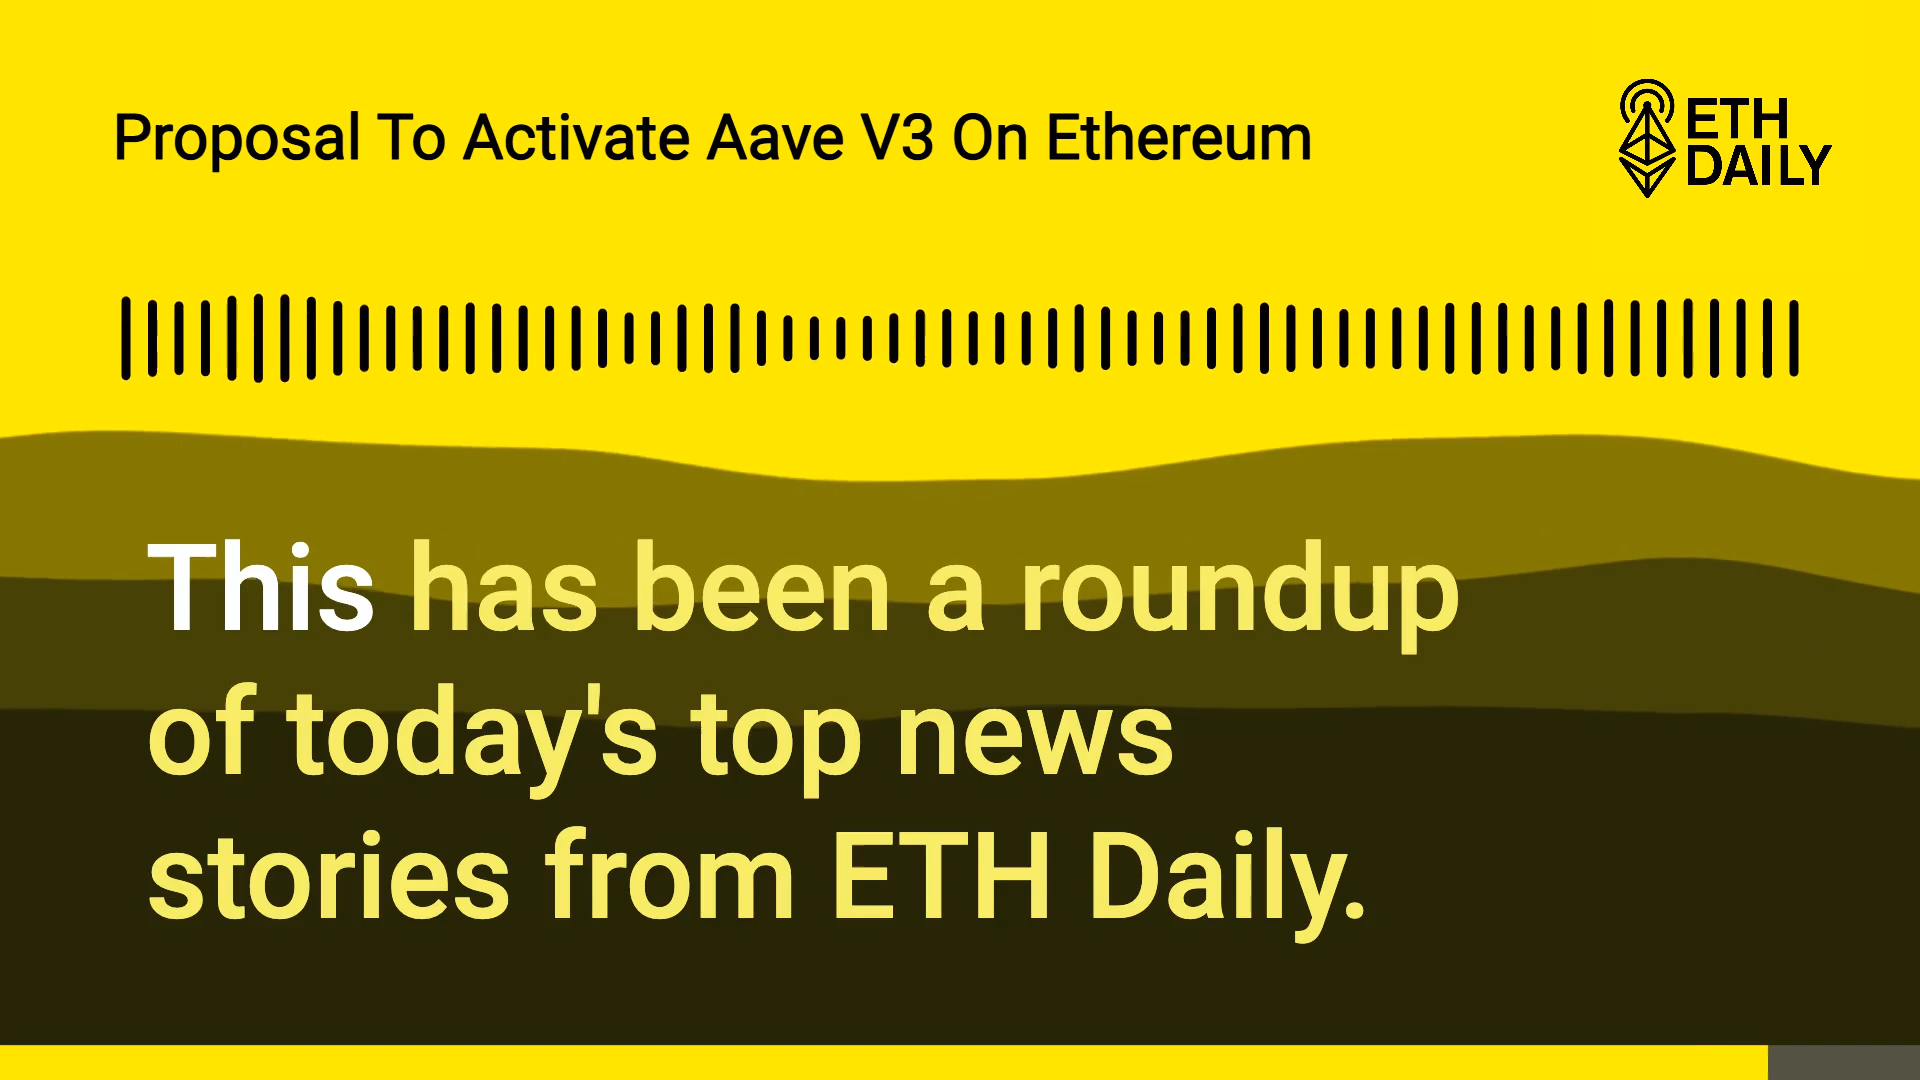 Proposal To Activate Aave V3 On Ethereum
ETH
DAILY
This has been a roundup
of today's top news
stories from ETH Daily.